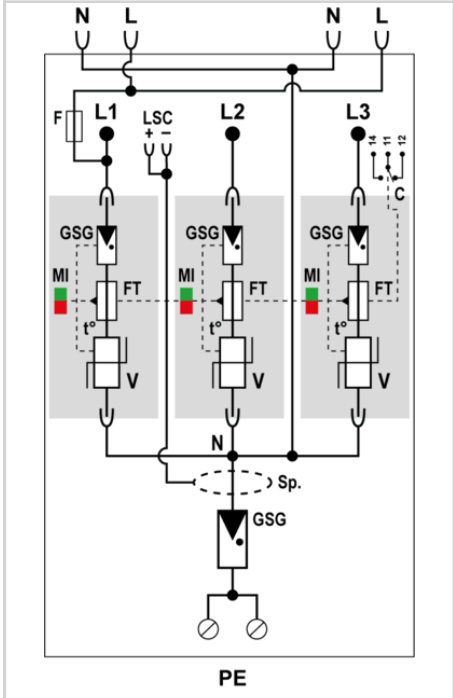 N L N L
F L1 LSC L2 L3
+ −
14 11 12
C
GSG GSG GSG
MI FT MI FT MI FT
t° t° t°
V V V
N
Sp.
GSG
PE